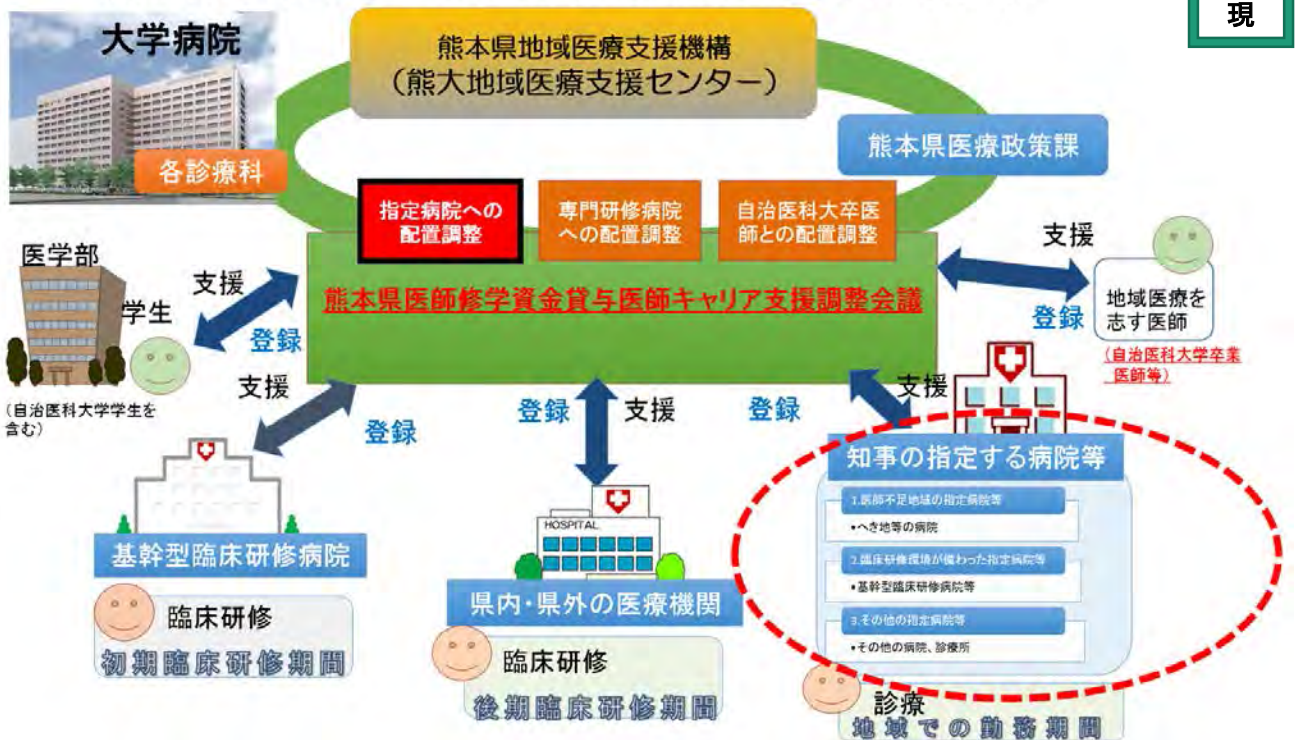 現
大学病院
各診療科
熊本県地域医療支援機構
（熊大地域医療支援センター）
熊本県医療政策課
指定病院への
配置調整
専門研修病院
への配置調整
自治医科大卒医
師との配置調整
熊本県医師修学資金貸与医師キャリア支援調整会議
医学部
学生
支援
登録
（自治医科大学学生を
含む）
支援
登録
地域医療を
志す医師
（自治医科大学卒業
医師等）
支援
登録
登録
支援
登録
支援
基幹型臨床研修病院
臨床研修
初期臨床研修期間
HOSPITAL
県内・県外の医療機関
臨床研修
後期臨床研修期間
知事の指定する病院等
1.医師不足地域の指定病院等
•へき地等の病院
2.臨床研修環境が備わった指定病院等
•基幹型臨床研修病院等
3.その他の指定病院等
•その他の病院、診療所
診療
地域での勤務期間